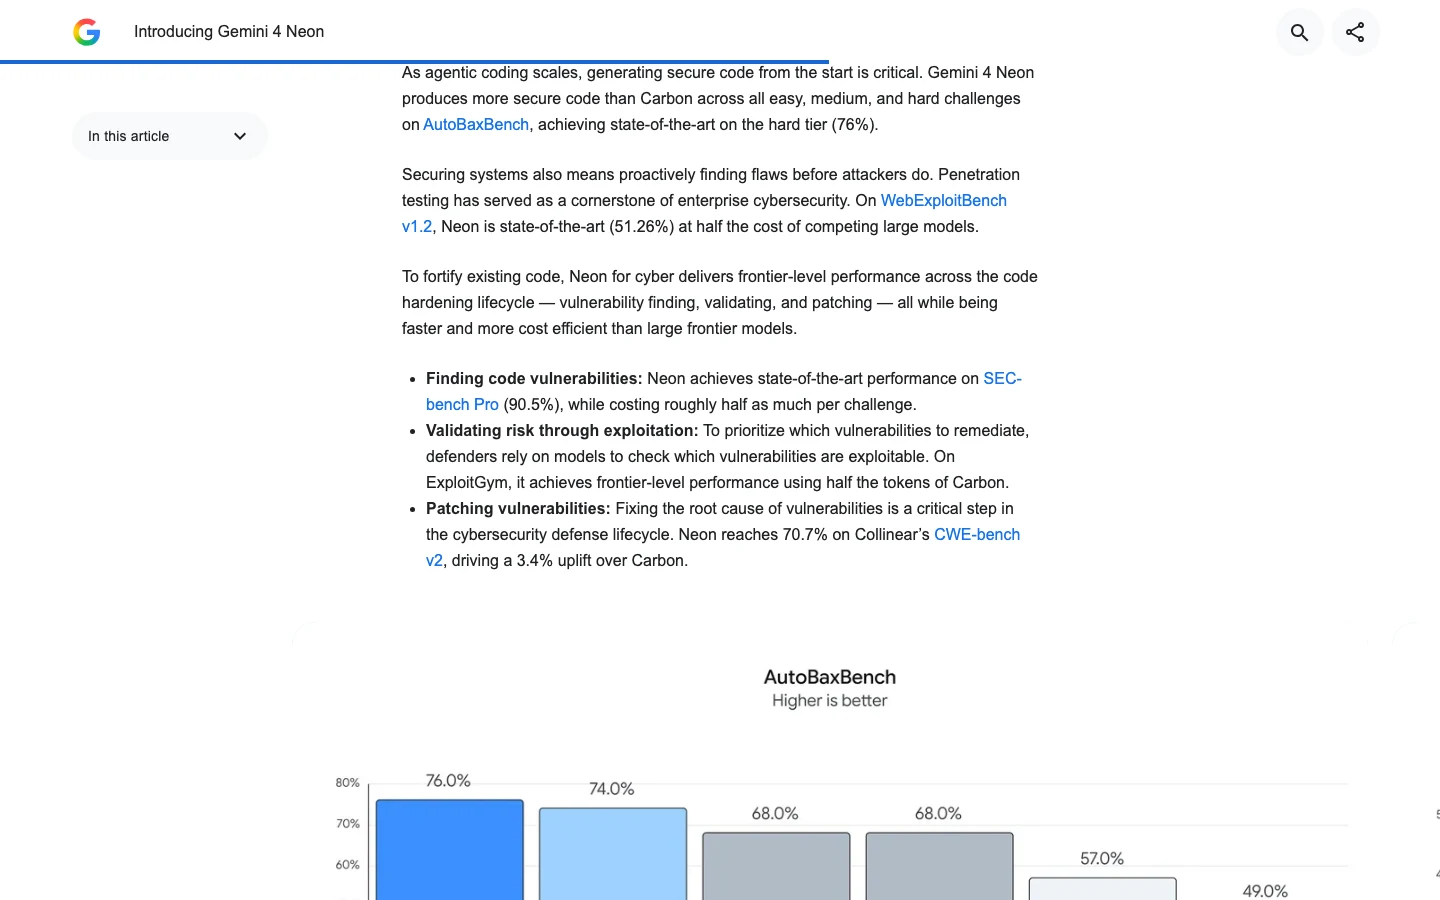 Introducing Gemini 4 Neon
As agentic coding scales, generating secure code from the start is critical. Gemini 4 Neon
produces more secure code than Carbon across all easy, medium, and hard challenges
on AutoBaxBench, achieving state-of-the-art on the hard tier (76%).
In this article
Securing systems also means proactively finding flaws before attackers do. Penetration
testing has served as a cornerstone of enterprise cybersecurity. On WebExploitBench
v1.2, Neon is state-of-the-art (51.26%) at half the cost of competing large models.
To fortify existing code, Neon for cyber delivers frontier-level performance across the code
hardening lifecycle — vulnerability finding, validating, and patching — all while being
faster and more cost efficient than large frontier models.
• Finding code vulnerabilities: Neon achieves state-of-the-art performance on SEC-
bench Pro (90.5%), while costing roughly half as much per challenge.
• Validating risk through exploitation: To prioritize which vulnerabilities to remediate,
defenders rely on models to check which vulnerabilities are exploitable. On
ExploitGym, it achieves frontier-level performance using half the tokens of Carbon.
• Patching vulnerabilities: Fixing the root cause of vulnerabilities is a critical step in
the cybersecurity defense lifecycle. Neon reaches 70.7% on Collinear’s CWE-bench
v2, driving a 3.4% uplift over Carbon.
AutoBaxBench
Higher is better
80%
76.0%
74.0%
68.0%
68.0%
70%
60%
57.0%
49.0%